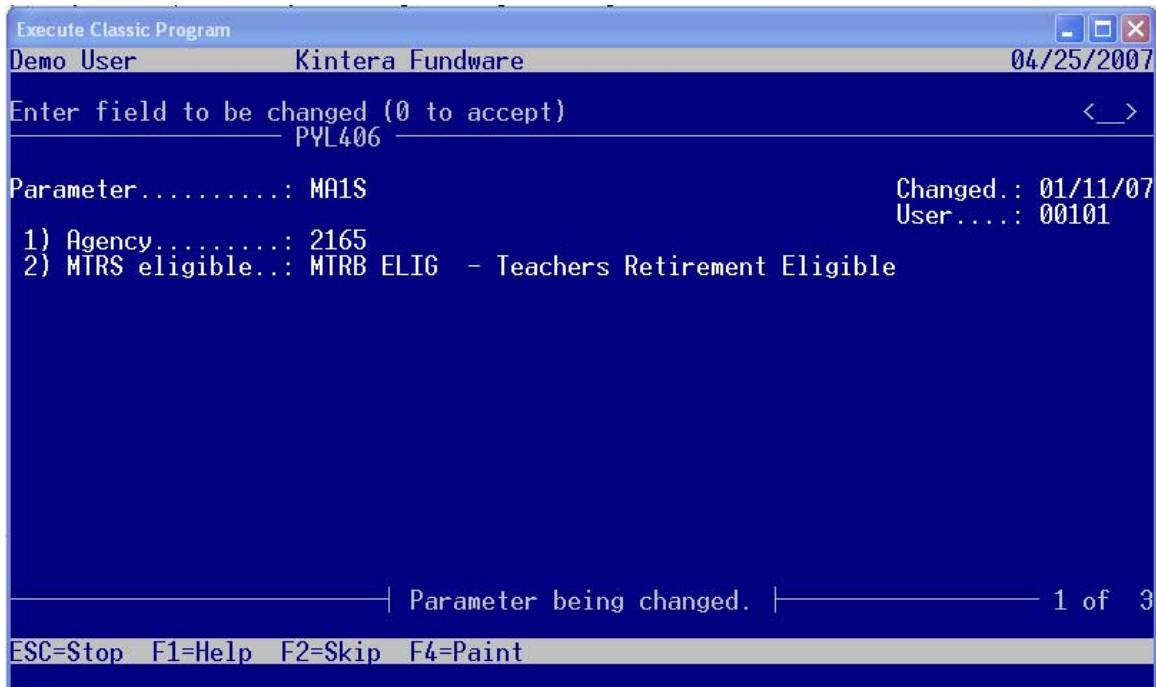 Execute Classic Program
Demo User Kintera Fundware 04/25/2007
Enter field to be changed (0 to accept) <__>
PYL406
Parameter..........: MA1S Changed.: 01/11/07
User....: 00101
1) Agency.........: 2165
2) MTRS eligible..: MTRB ELIG - Teachers Retirement Eligible
Parameter being changed. 1 of 3
ESC=Stop F1=Help F2=Skip F4=Paint